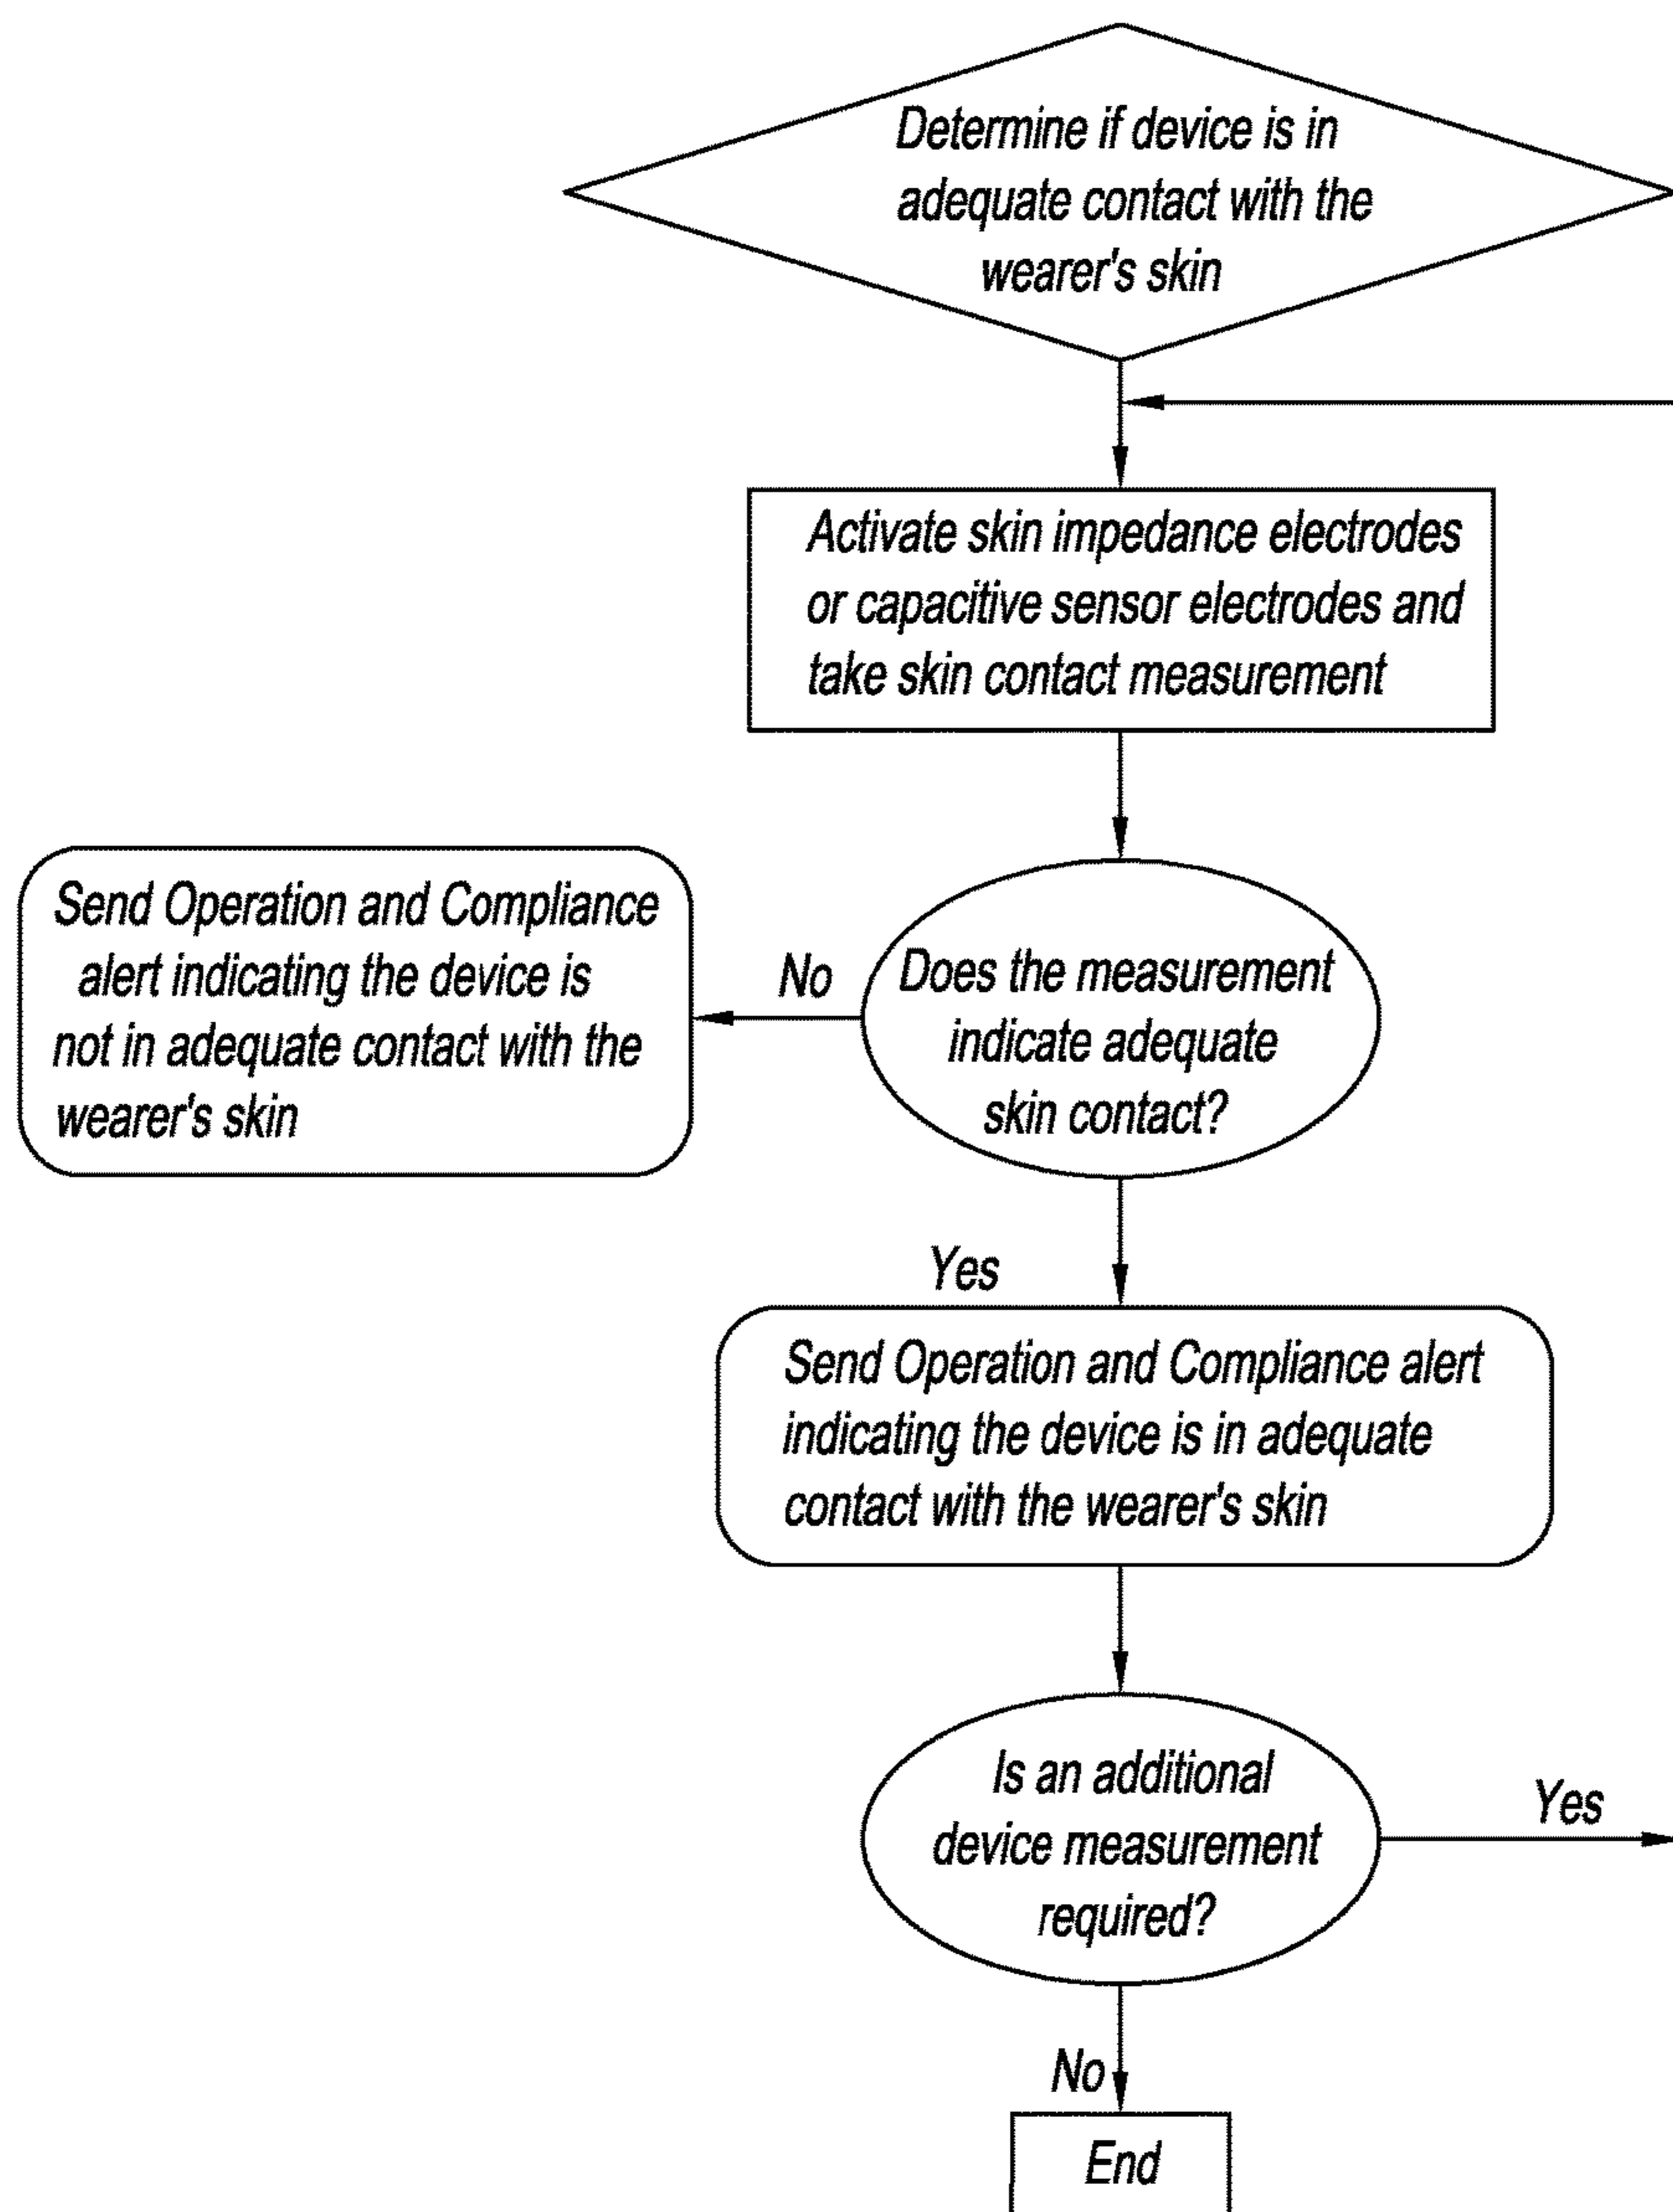 Determine if device is in
adequate contact with the
wearer's skin
Activate skin impedance electrodes
or capacitive sensor electrodes and
take skin contact measurement
Send Operation and Compliance
alert indicating the device is
not in adequate contact with the
wearer's skin
No
Does the measurement
indicate adequate
skin contact?
Yes
Send Operation and Compliance alert
indicating the device is in adequate
contact with the wearer's skin
Is an additional
device measurement
required?
Yes
No
End